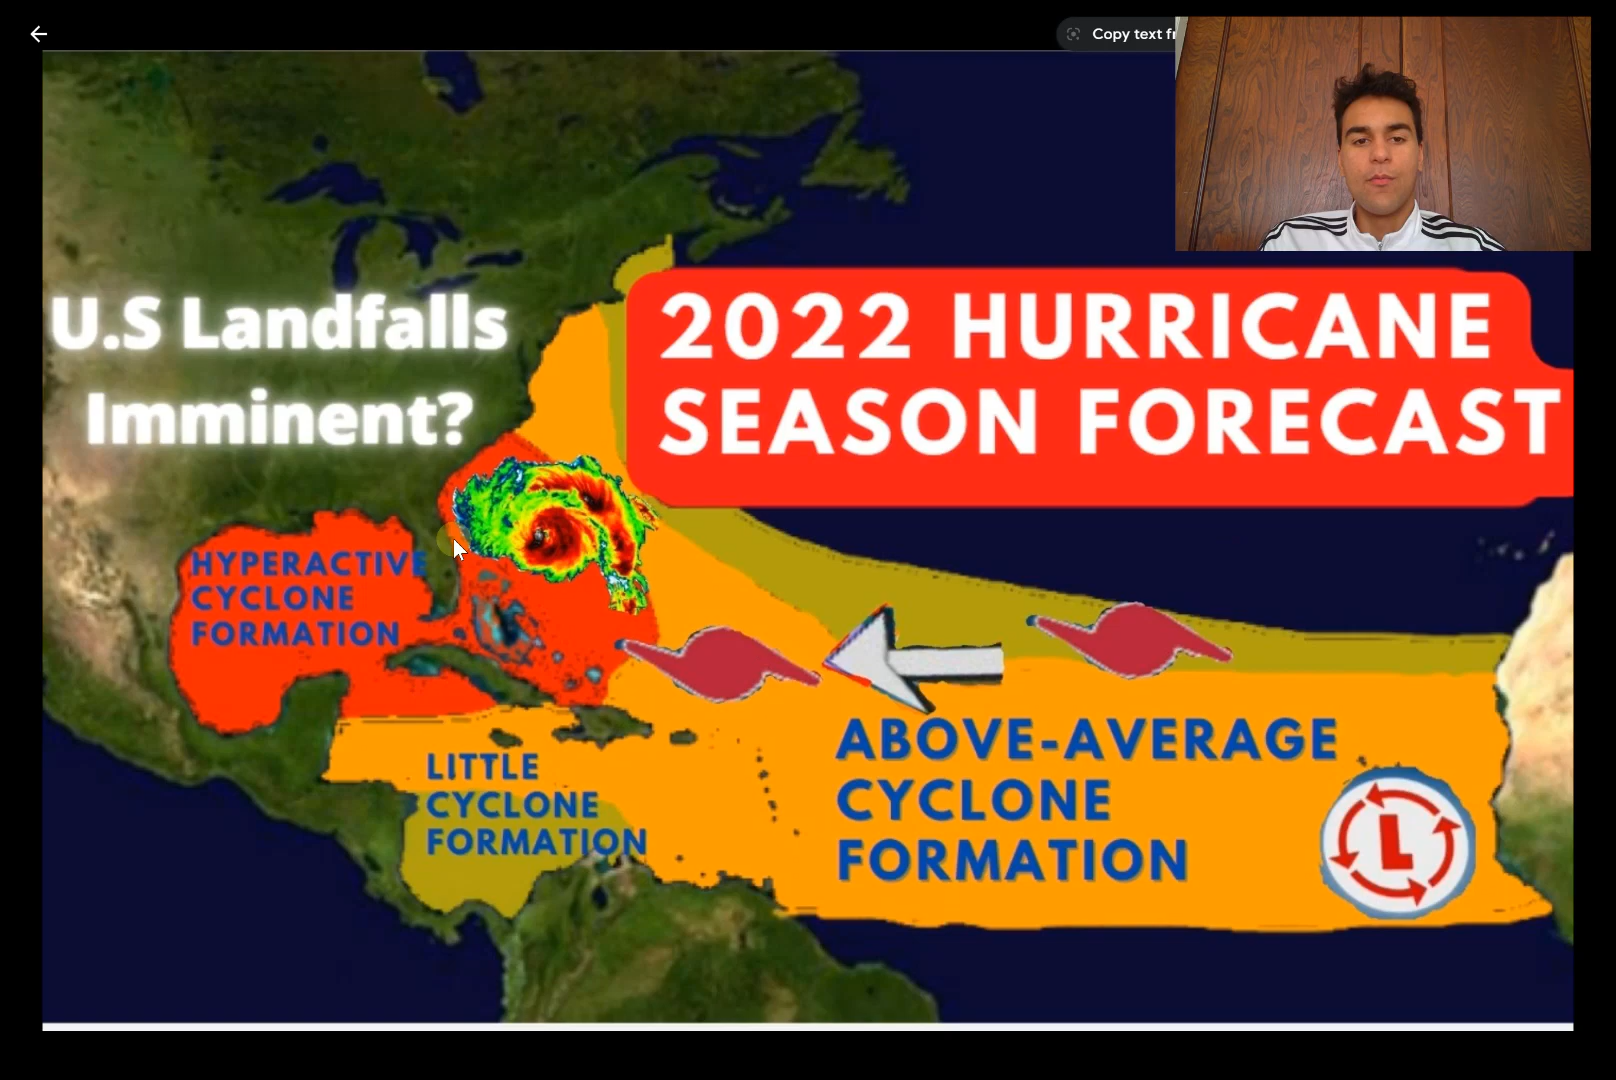 Copy text fr
U.S Landfalls
Imminent?
2022 HURRICANE
SEASON FORECAST
HYPERACTIVE
CYCLONE
FORMATION
LITTLE
CYCLONE
FORMATION
ABOVE-AVERAGE
CYCLONE
FORMATION
L